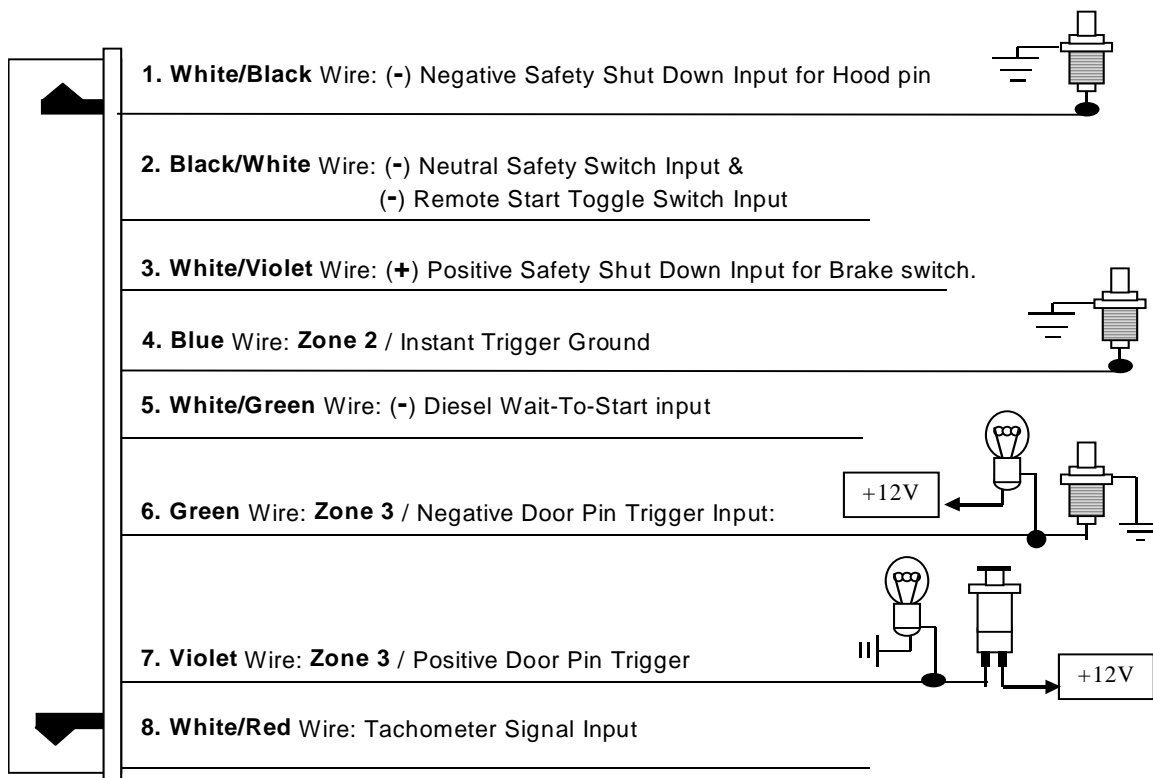 1. White/Black Wire: (-) Negative Safety Shut Down Input for Hood pin
2. Black/White Wire: (-) Neutral Safety Switch Input &
(-) Remote Start Toggle Switch Input
3. White/Violet Wire: (+) Positive Safety Shut Down Input for Brake switch.
4. Blue Wire: Zone 2 / Instant Trigger Ground
5. White/Green Wire: (-) Diesel Wait-To-Start input
+12V
6. Green Wire: Zone 3 / Negative Door Pin Trigger Input:
7. Violet Wire: Zone 3 / Positive Door Pin Trigger
+12V
8. White/Red Wire: Tachometer Signal Input